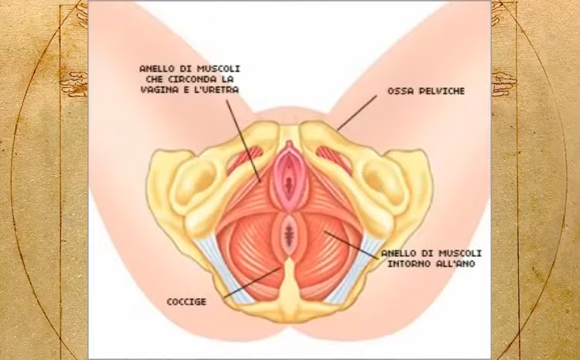 ANELLO DI MUSCOLI
CHE CIRCONDA LA
VAGINA E L'URETRA
OSSA PELVICHE
ANELLO DI MUSCOLI
INTORNO ALL'ANO
COCCIGE